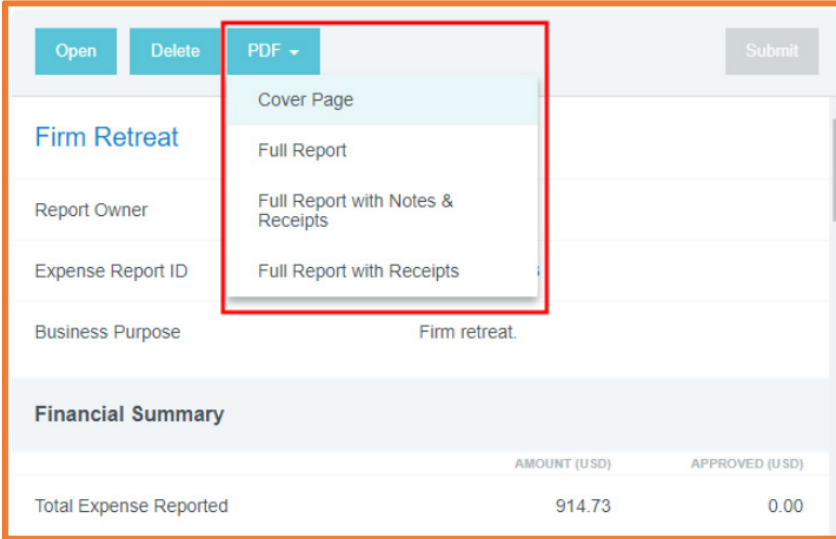 Open Delete PDF Submit
Cover Page
Firm Retreat
Full Report
Report Owner
Full Report with Notes &
Receipts
Expense Report ID
Full Report with Receipts
Business Purpose Firm retreat.
Financial Summary
AMOUNT (USD) APPROVED (USD)
Total Expense Reported 914.73 0.00